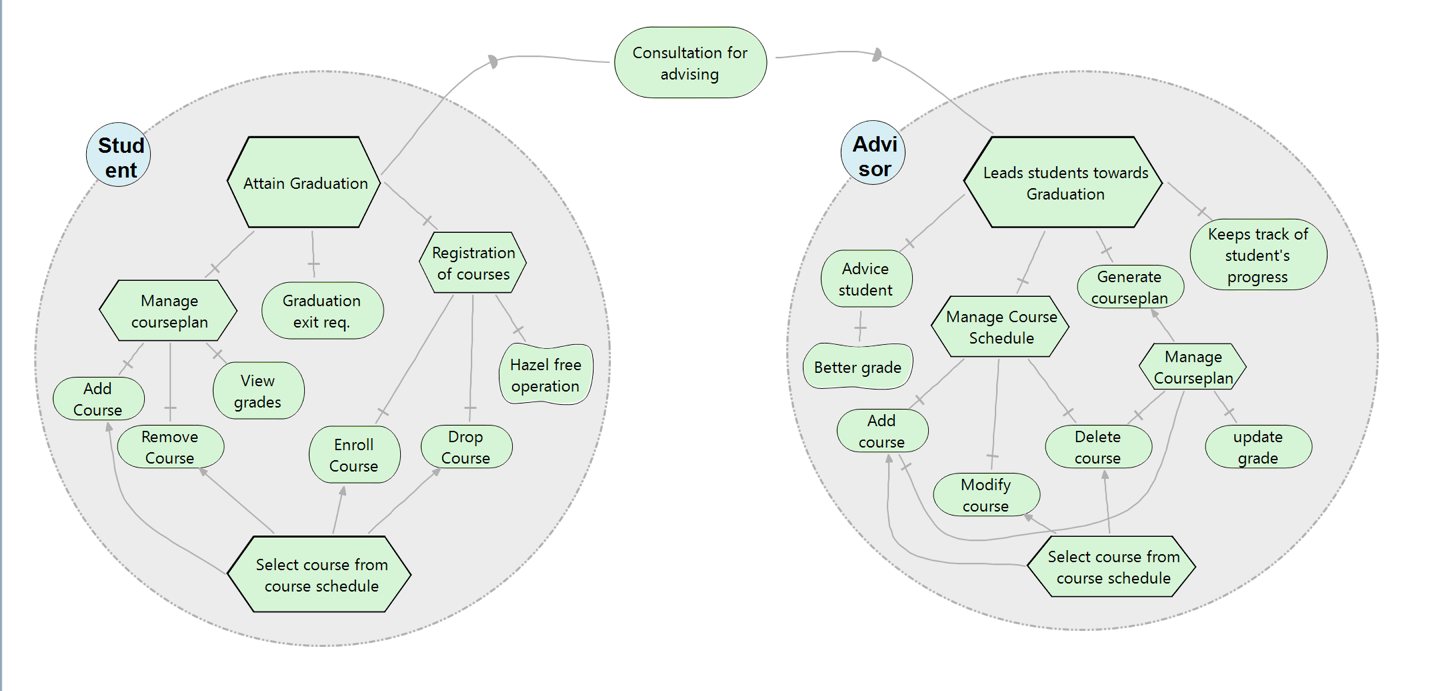 Consultation for
advising
Stud
ent
Attain Graduation
Registration
of courses
Manage
courseplan
Graduation
exit req.
Hazel free
operation
Add
Course
View
grades
Remove
Course
Enroll
Course
Drop
Course
Select course from
course schedule
Advi
sor
Leads students towards
Graduation
Keeps track of
student's
progress
Advice
student
Generate
courseplan
Manage Course
Schedule
Better grade
Manage
Courseplan
Add
course
Delete
course
update
grade
Modify
course
Select course from
course schedule